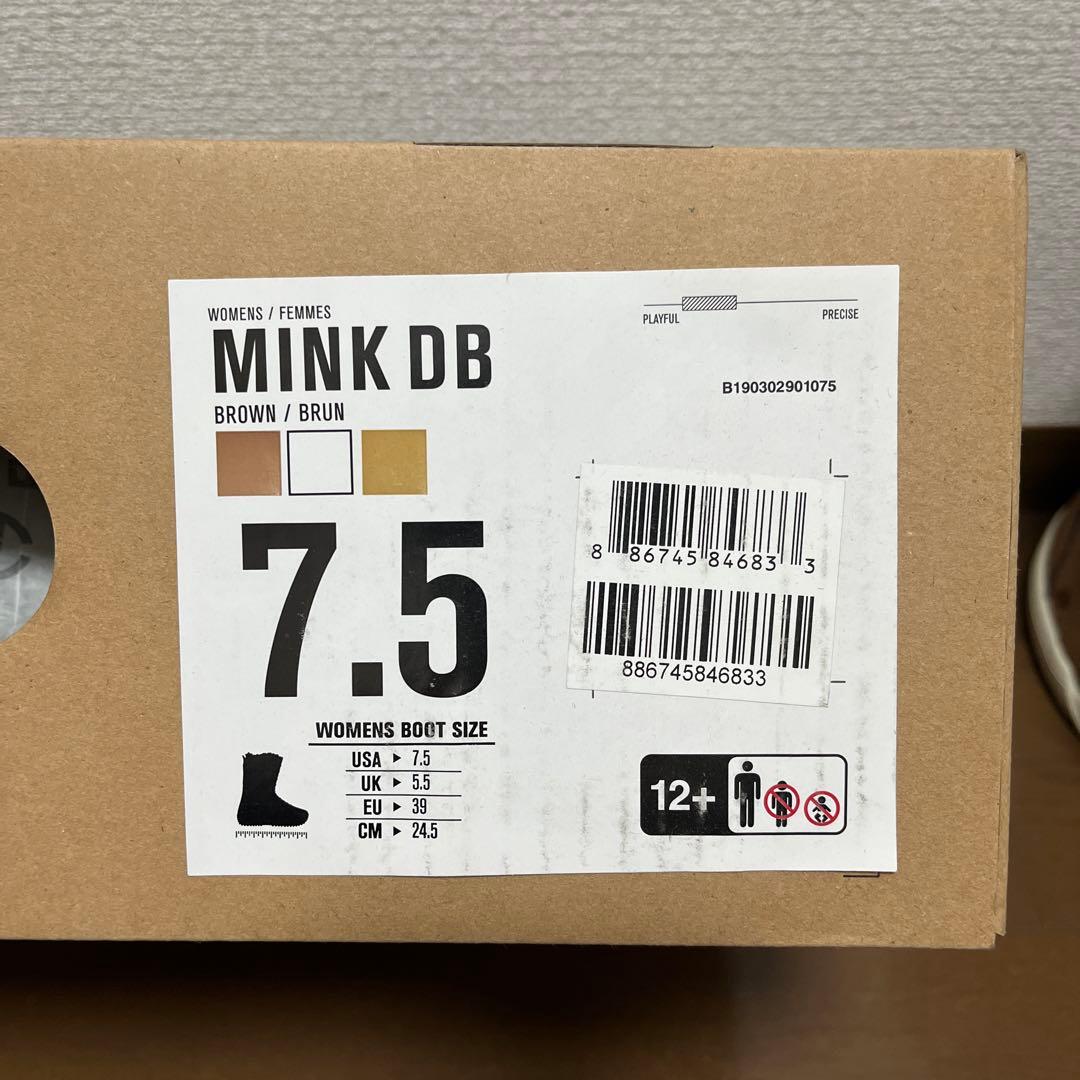 WOMENS / FEMMES
MINK DB
BROWN / BRUN
PLAYFUL
PRECISE
B190302901075
8 86745 84683 3
886745846833
7.5
WOMENS BOOT SIZE
USA ▶ 7.5
UK ▶ 5.5
EU ▶ 39
CM ▶ 24.5
12+